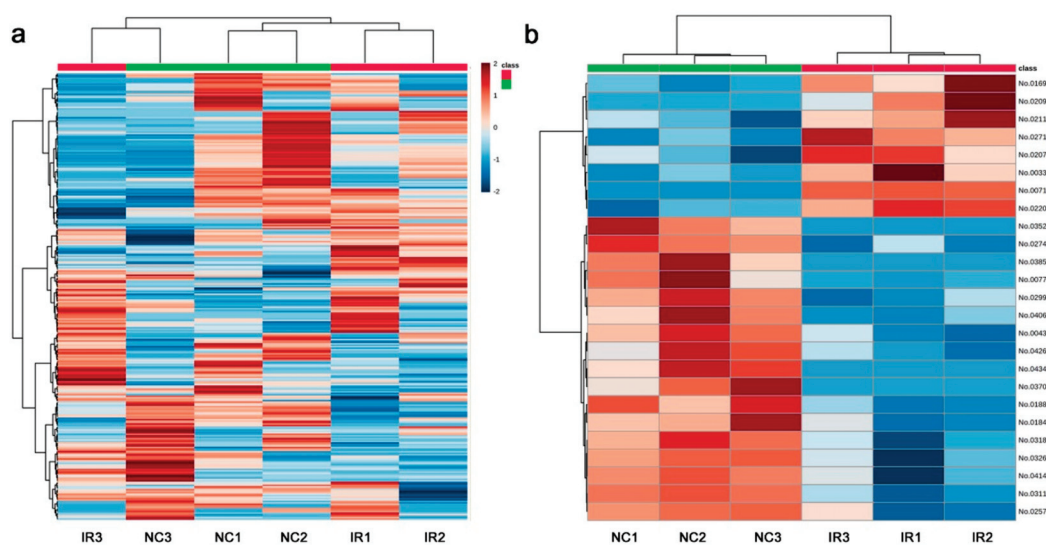 a
2
1
0
-1
-2
class
IR3 NC3 NC1 NC2 IR1 IR2
b
class
No.0169
No.0209
No.0211
No.0271
No.0207
No.0033
No.0071
No.0220
No.0352
No.0274
No.0385
No.0077
No.0299
No.0406
No.0043
No.0426
No.0434
No.0370
No.0188
No.0184
No.0318
No.0326
No.0414
No.0311
No.0257
NC1 NC2 NC3 IR3 IR1 IR2